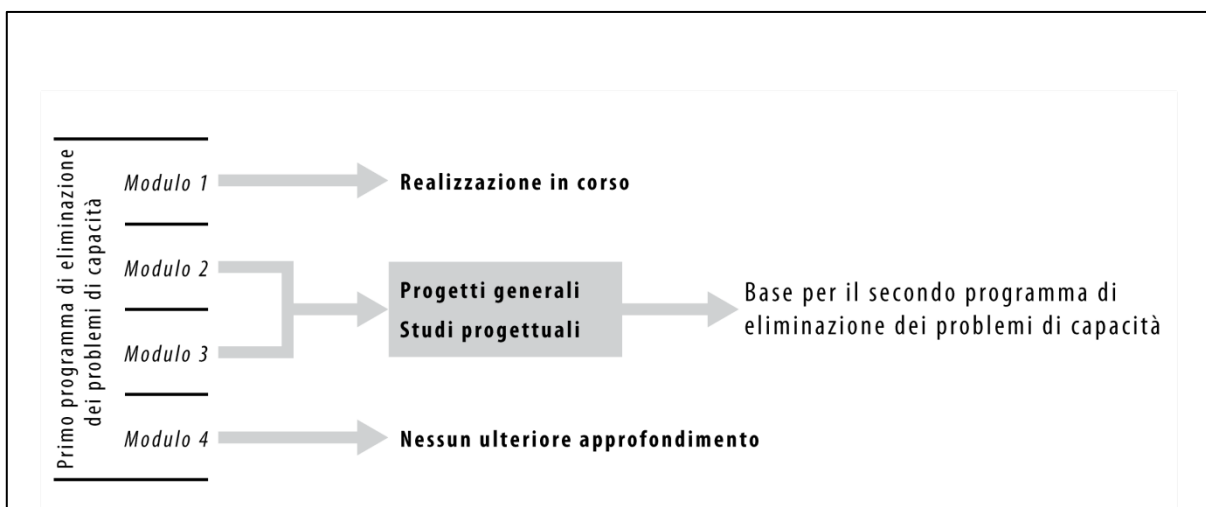 Primo programma di eliminazione
dei problemi di capacità
Modulo 1
Realizzazione in corso
Modulo 2
Modulo 3
Progetti generali
Studi progettuali
Base per il secondo programma di
eliminazione dei problemi di capacità
Modulo 4
Nessun ulteriore approfondimento